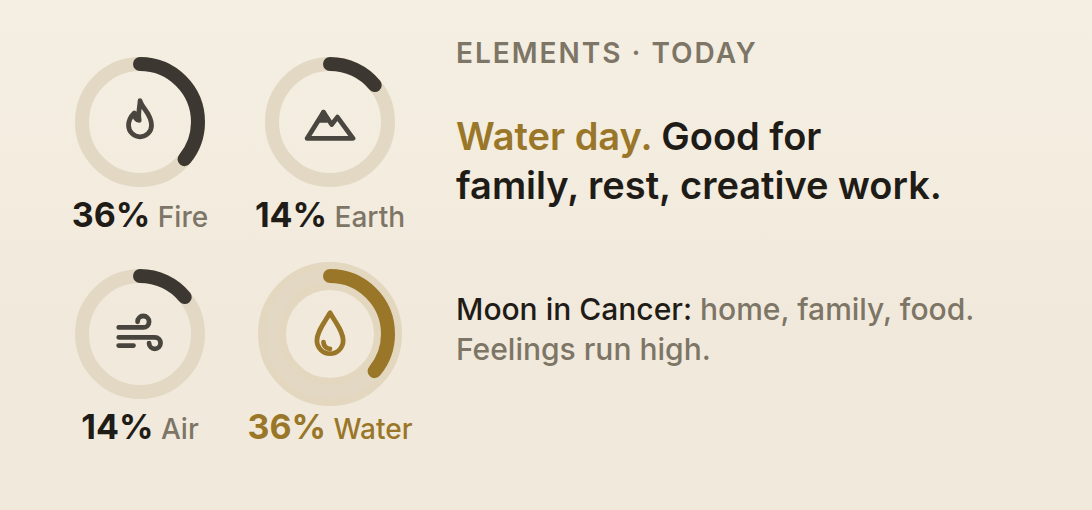 ELEMENTS · TODAY
Water day. Good for
family, rest, creative work.
Moon in Cancer: home, family, food.
Feelings run high.
36% Fire
14% Earth
14% Air
36% Water